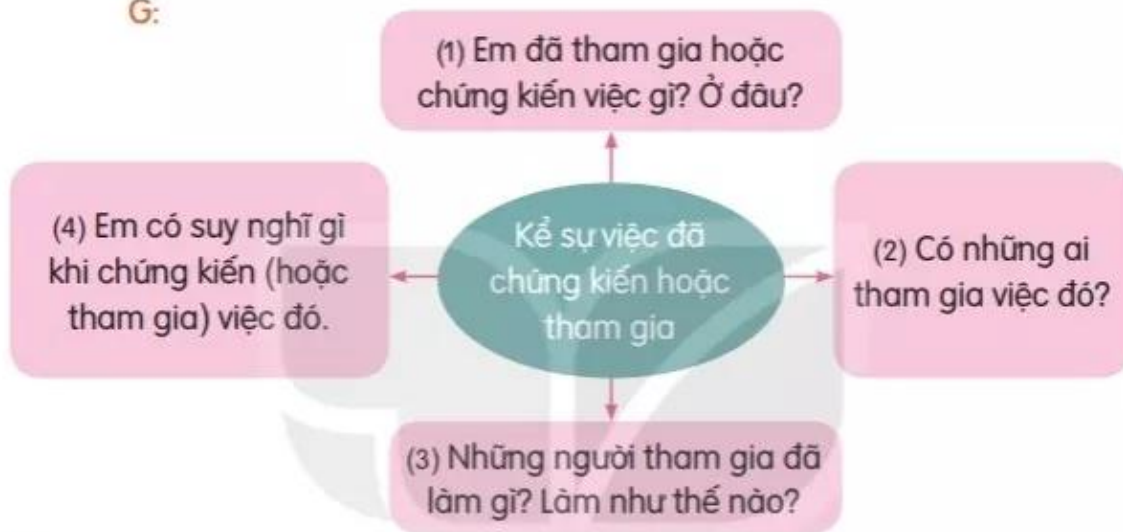 G:
(1) Em đã tham gia hoặc
chứng kiến việc gì? Ở đâu?
Kể sự việc đã
chứng kiến hoặc
tham gia
(2) Có những ai
tham gia việc đó?
(3) Những người tham gia đã
làm gì? Làm như thế nào?
(4) Em có suy nghĩ gì
khi chứng kiến (hoặc
tham gia) việc đó.